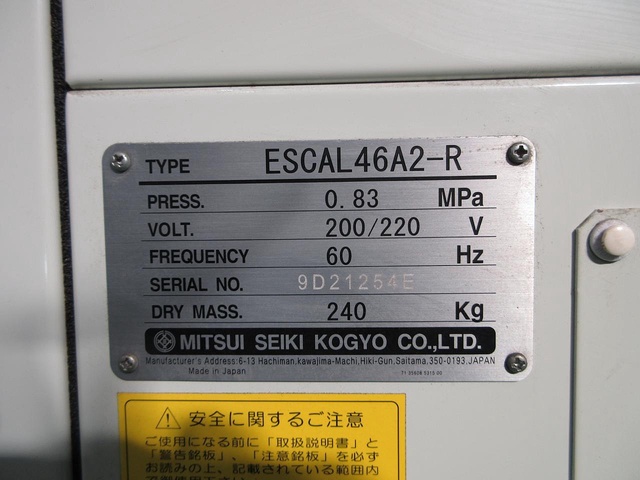 TYPE ESCAL46A2-R
PRESS. 0.83 MPa
VOLT. 200/220 V
FREQUENCY 60 Hz
SERIAL NO. 9D21254E
DRY MASS. 240 Kg
MITSUI SEIKI KOGYO CO.,LTD.
Manufacturer's Address:6-13 Hachiman,kawajima-Machi,Hiki-Gun,Saitama,350-0193.JAPAN
Made in Japan
安全に関するご注意
ご使用になる前に「取扱説明書」と
「警告銘板」、「注意銘板」を必ず
お読みの上、記載されている範囲内